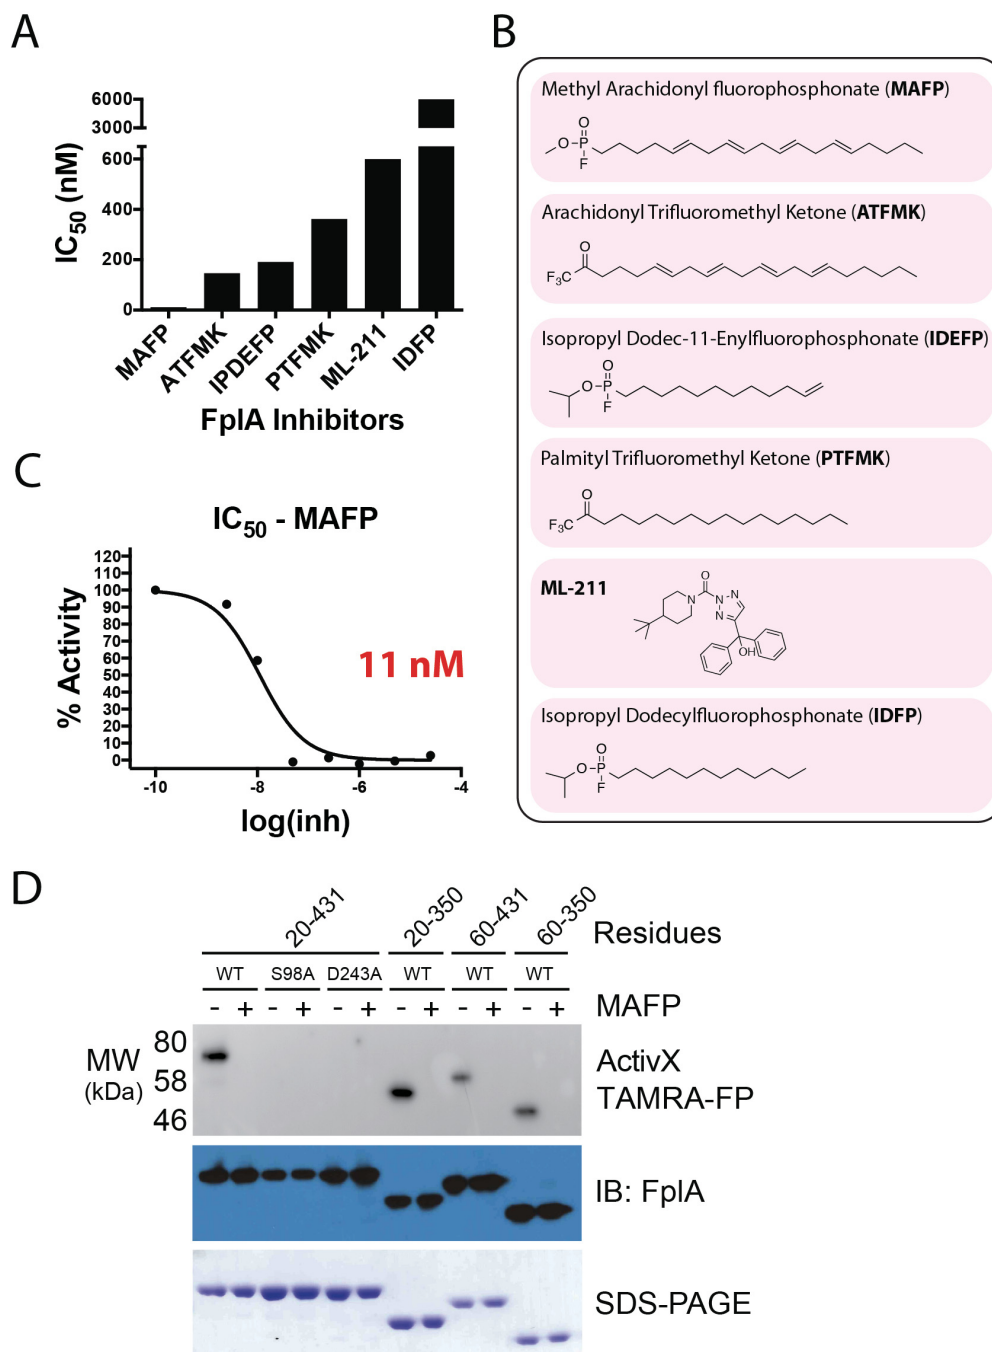 A
6000
3000
600
400
200
0
IC50 (nM)
MAFP
ATFMK
IPDEFP
PTFMK
ML-211
IDFP
FplA Inhibitors
B
Methyl Arachidonyl fluorophosphonate (MAFP)
O
O
P
F
Arachidonyl Trifluoromethyl Ketone (ATFMK)
O
F3C
Isopropyl Dodec-11-Enylfluorophosphonate (IDEFP)
O
O
P
F
Palmityl Trifluoromethyl Ketone (PTFMK)
O
F3C
ML-211
O
N
N
N
N
OH
Isopropyl Dodecylfluorophosphonate (IDFP)
O
O
P
F
C
IC50 - MAFP
120
110
100
90
80
70
60
50
40
30
20
10
0
% Activity
11 nM
-10
-8
-6
-4
log(inh)
D
20-431
20-350
60-431
60-350
Residues
WT
S98A
D243A
WT
WT
WT
- + - + - + - + - + - +
MAFP
MW
(kDa)
80
58
46
ActivX
TAMRA-FP
IB: FplA
SDS-PAGE